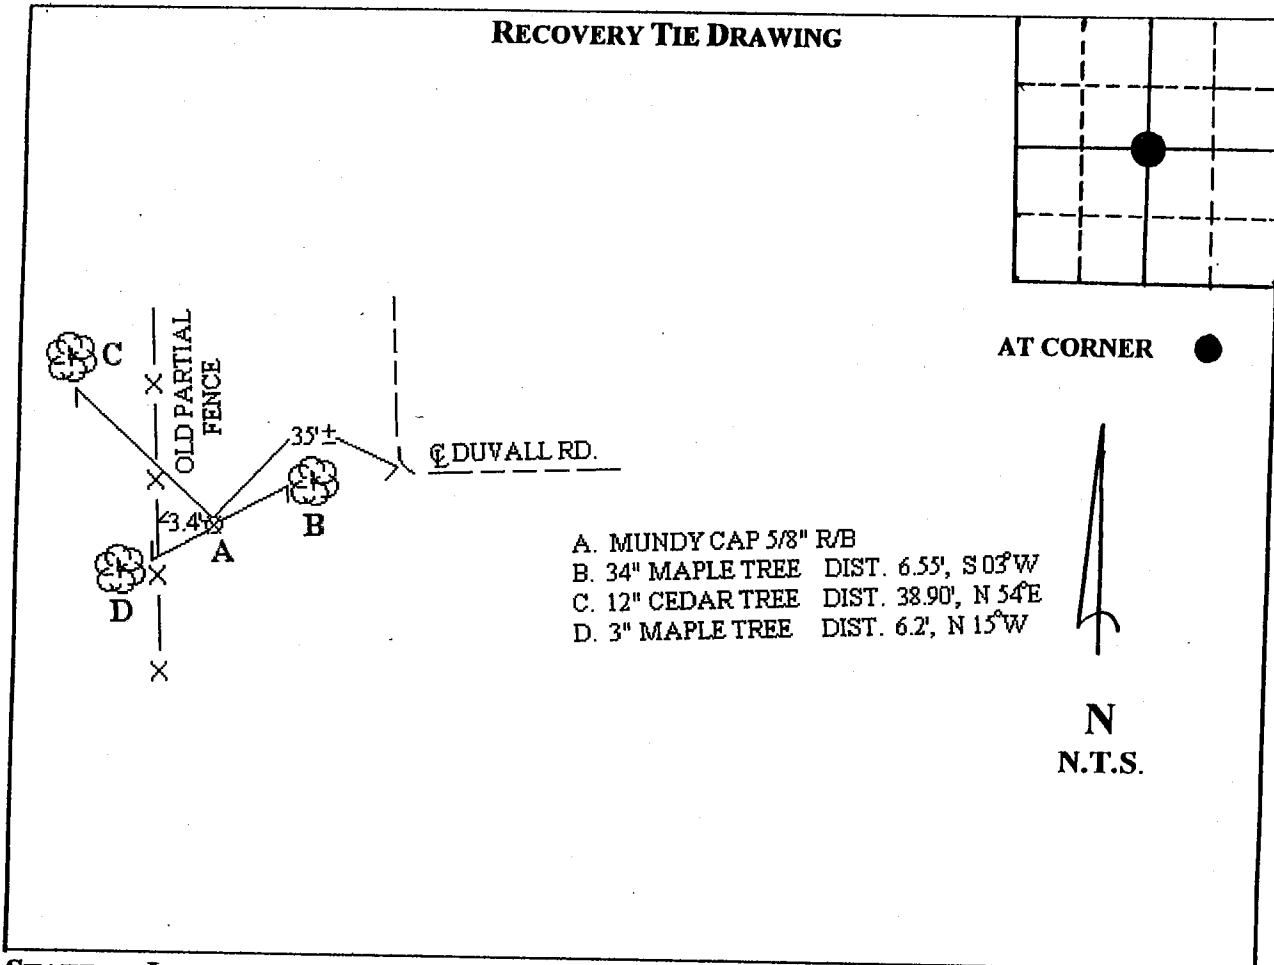 RECOVERY TIE DRAWING
AT CORNER
C
OLD PARTIAL
FENCE
35'±
℄ DUVALL RD.
B
3.4'
A
D
A. MUNDY CAP 5/8" R/B
B. 34" MAPLE TREE DIST. 6.55', S 03°W
C. 12" CEDAR TREE DIST. 38.90', N 54°E
D. 3" MAPLE TREE DIST. 6.2', N 15°W
N
N.T.S.